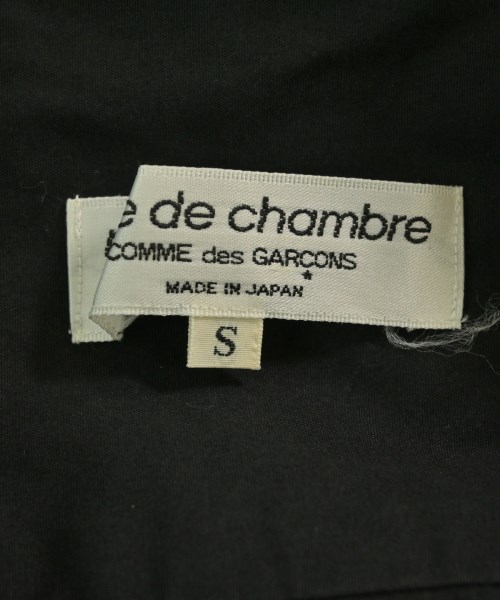 e de chambre
COMME des GARÇONS
*
MADE IN JAPAN
S